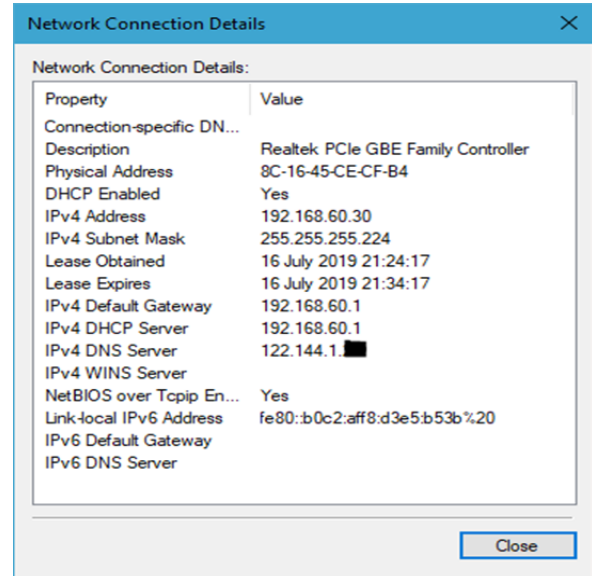 Network Connection Details
Network Connection Details:
Property Value
Connection-specific DN...
Description Realtek PCIe GBE Family Controller
Physical Address 8C-16-45-CE-CF-B4
DHCP Enabled Yes
IPv4 Address 192.168.60.30
IPv4 Subnet Mask 255.255.255.224
Lease Obtained 16 July 2019 21:24:17
Lease Expires 16 July 2019 21:34:17
IPv4 Default Gateway 192.168.60.1
IPv4 DHCP Server 192.168.60.1
IPv4 DNS Server 122.144.1.
IPv4 WINS Server
NetBIOS over Tcpip En... Yes
Link-local IPv6 Address fe80::b0c2:aff8:d3e5:b53b%20
IPv6 Default Gateway
IPv6 DNS Server
Close